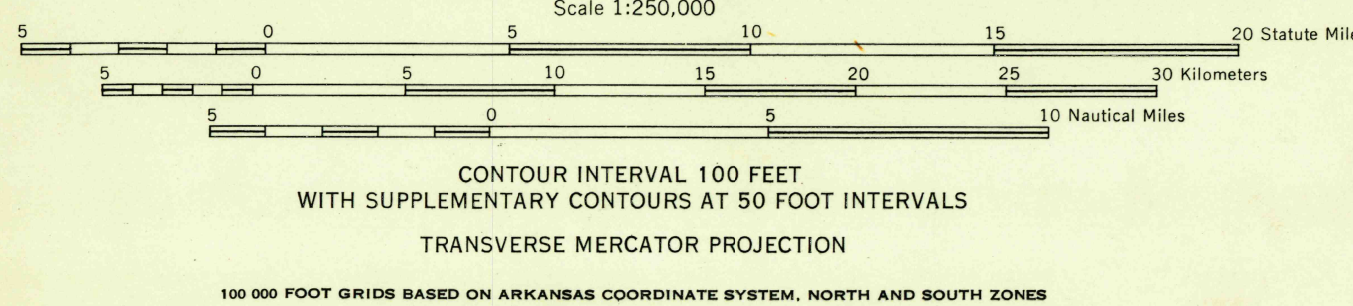 Scale 1:250,000
5 0 5 10 15 20 Statute Mile
5 0 5 10 15 20 25 30 Kilometers
5 0 5 10 Nautical Miles
CONTOUR INTERVAL 100 FEET
WITH SUPPLEMENTARY CONTOURS AT 50 FOOT INTERVALS
TRANSVERSE MERCATOR PROJECTION
100 000 FOOT GRIDS BASED ON ARKANSAS COORDINATE SYSTEM, NORTH AND SOUTH ZONES